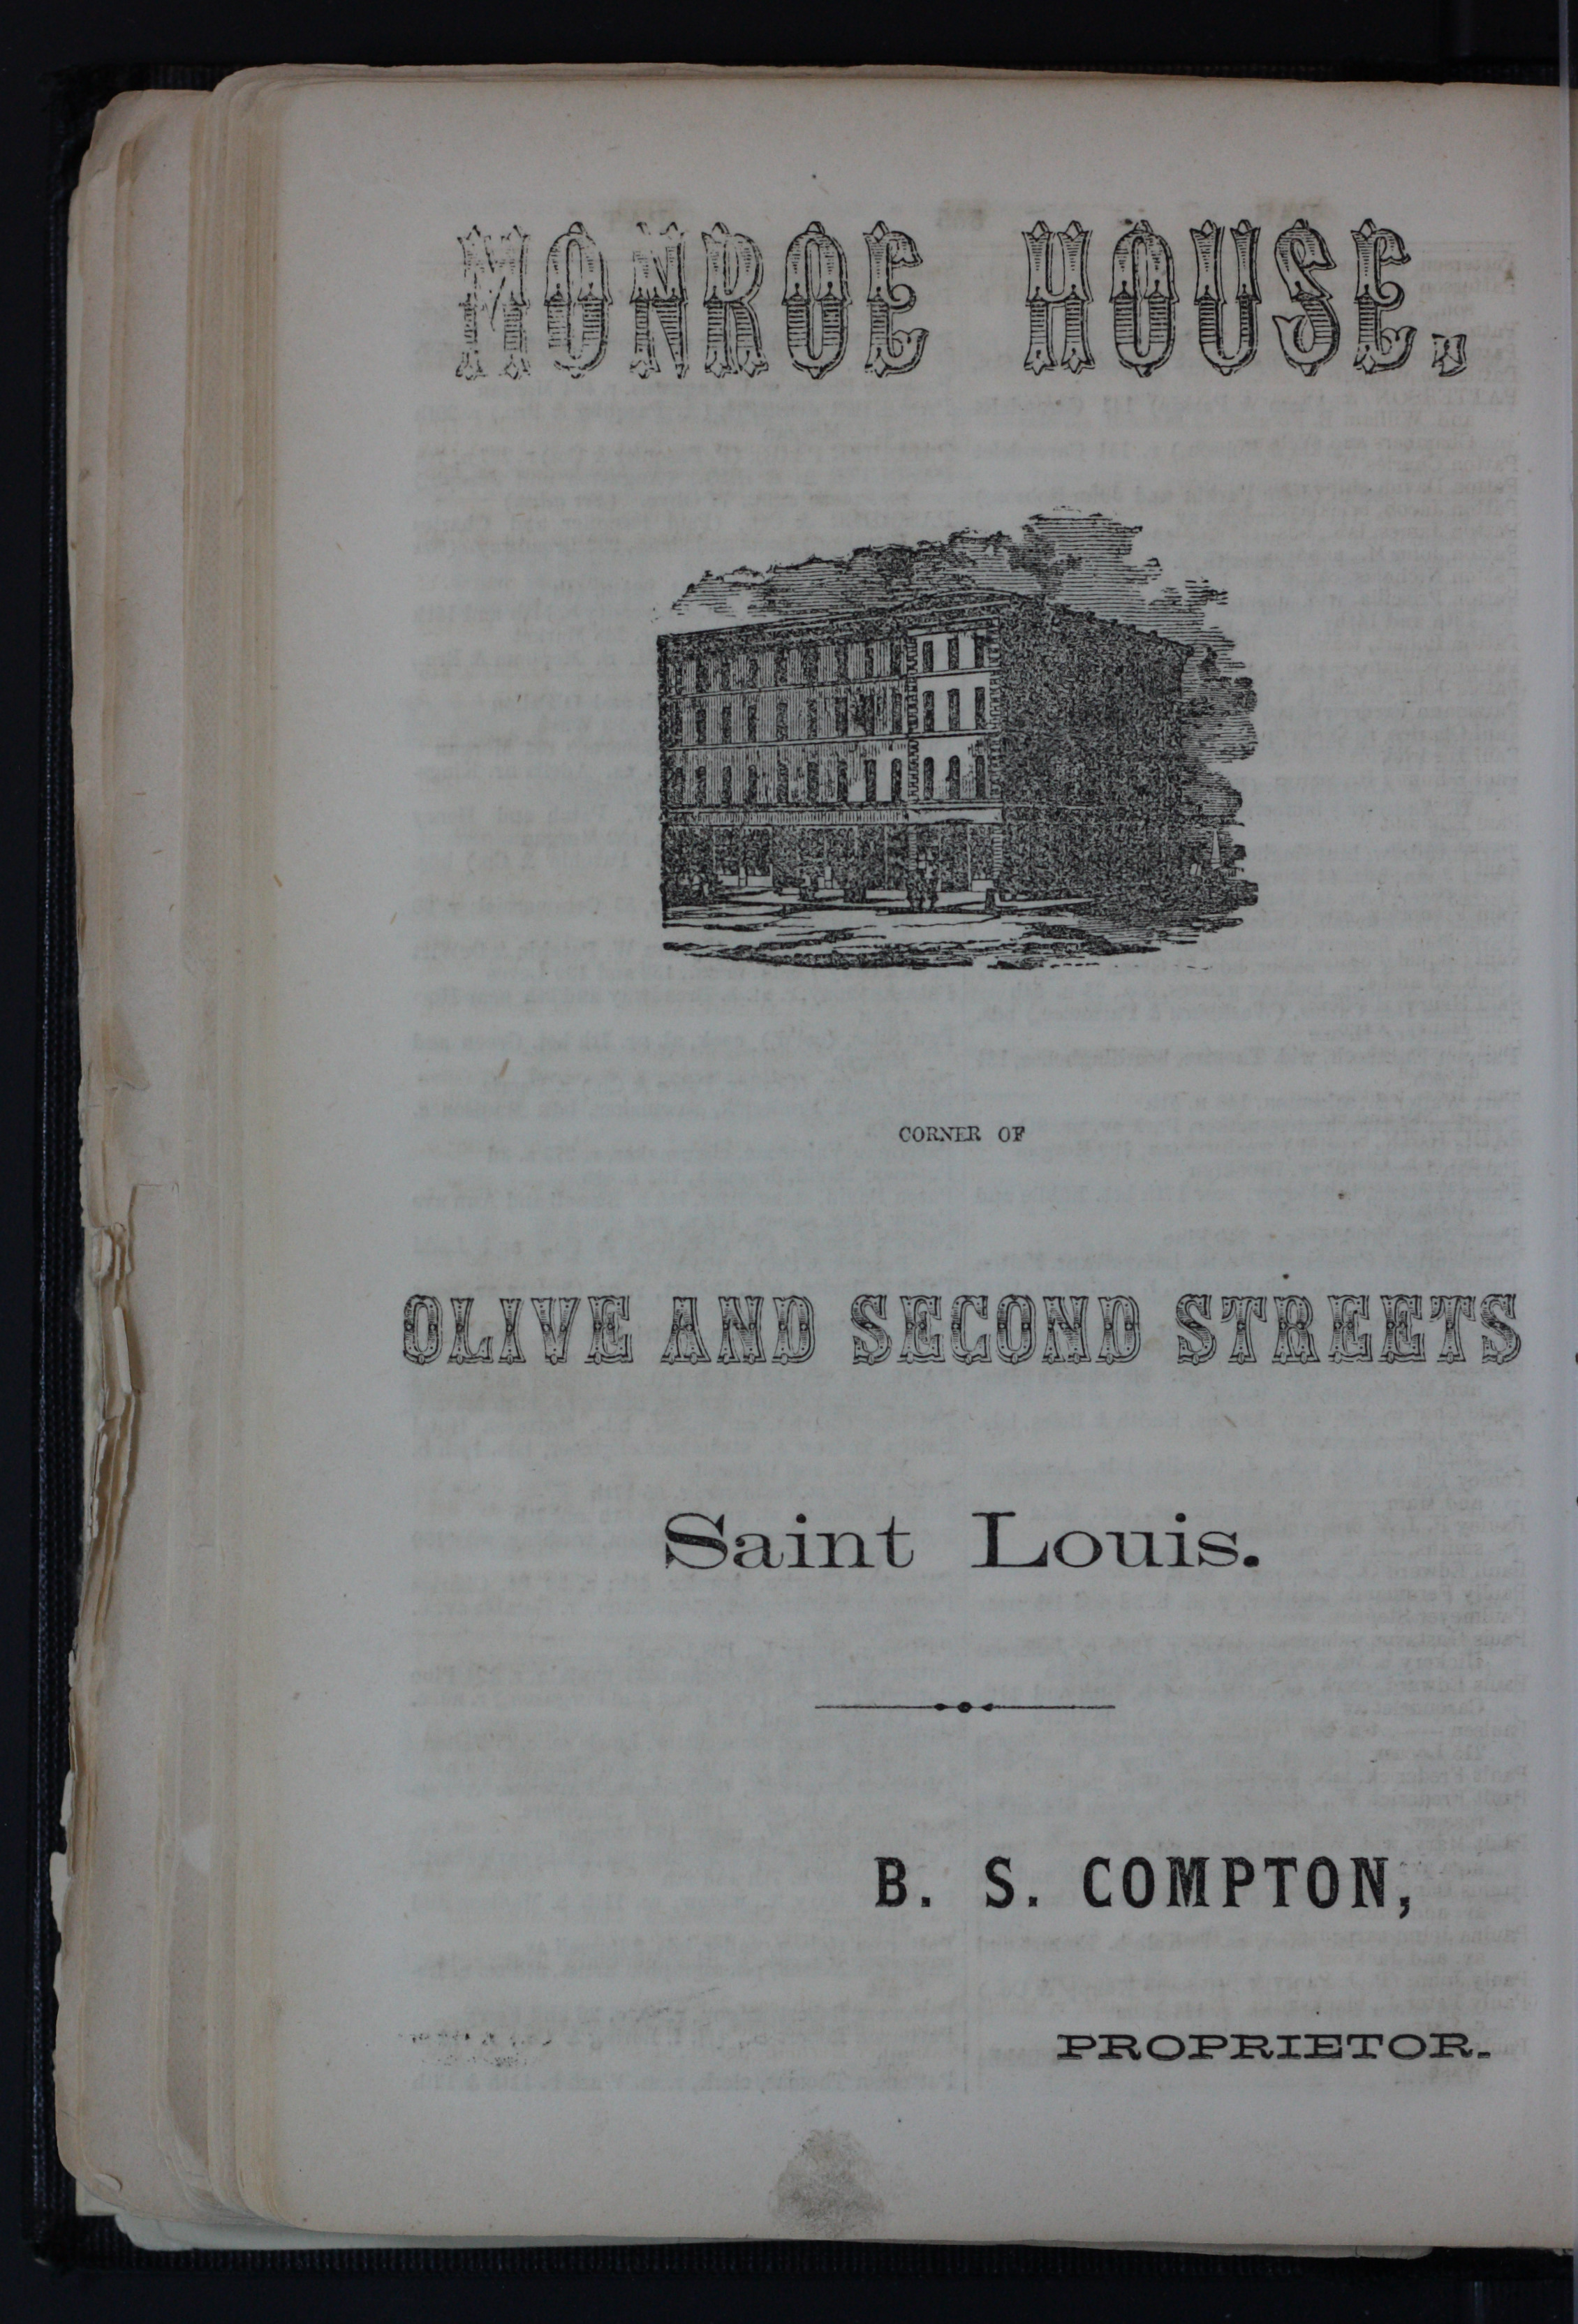 MONROE HOUSE,
CORNER OF
OLIVE AND SECOND STREETS
Saint Louis.
B. S. COMPTON,
PROPRIETOR.